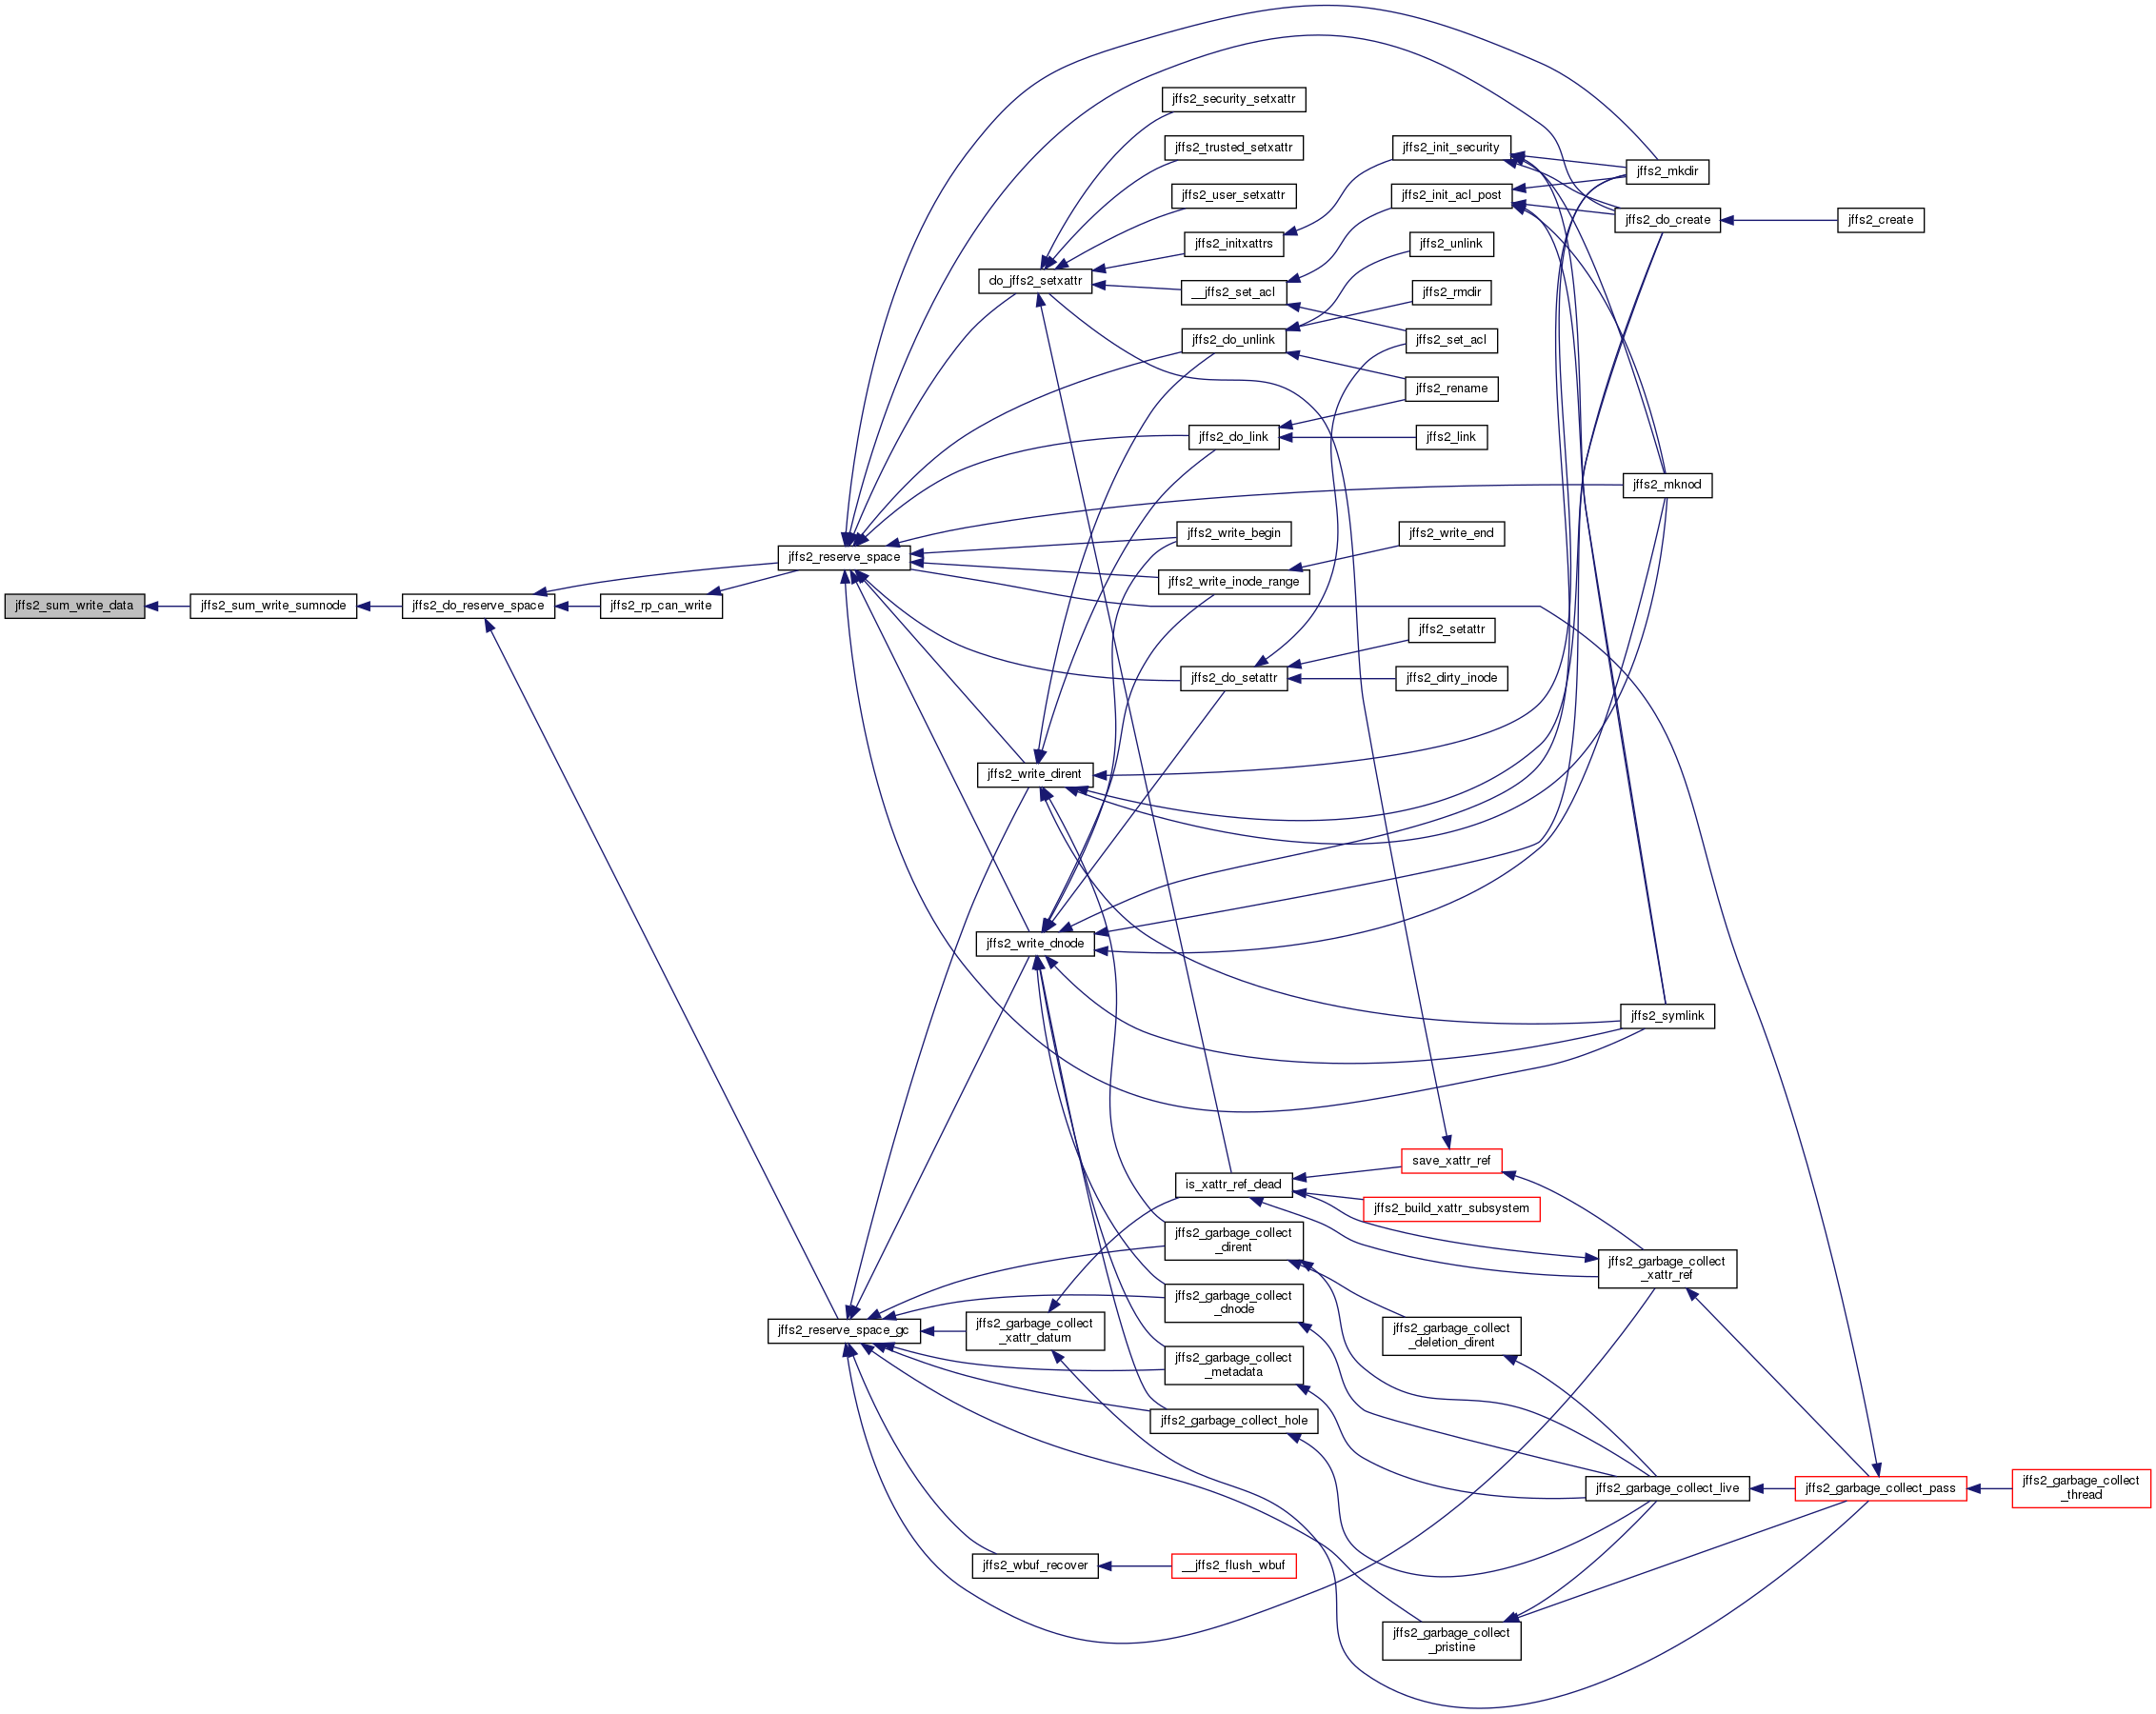 jffs2_security_setxattr
jffs2_trusted_setxattr
jffs2_init_security
jffs2_mkdir
jffs2_user_setxattr
jffs2_init_acl_post
jffs2_do_create
jffs2_create
jffs2_initxattrs
jffs2_unlink
do_jffs2_setxattr
__jffs2_set_acl
jffs2_rmdir
jffs2_do_unlink
jffs2_set_acl
jffs2_rename
jffs2_do_link
jffs2_link
jffs2_mknod
jffs2_write_begin
jffs2_write_end
jffs2_reserve_space
jffs2_write_inode_range
jffs2_sum_write_data
jffs2_sum_write_sumnode
jffs2_do_reserve_space
jffs2_rp_can_write
jffs2_setattr
jffs2_do_setattr
jffs2_dirty_inode
jffs2_write_dirent
jffs2_write_dnode
jffs2_symlink
save_xattr_ref
is_xattr_ref_dead
jffs2_build_xattr_subsystem
jffs2_garbage_collect
_dirent
jffs2_garbage_collect
_xattr_ref
jffs2_garbage_collect
_dnode
jffs2_reserve_space_gc
jffs2_garbage_collect
_xattr_datum
jffs2_garbage_collect
_deletion_dirent
jffs2_garbage_collect
_metadata
jffs2_garbage_collect_hole
jffs2_garbage_collect_live
jffs2_garbage_collect_pass
jffs2_garbage_collect
_thread
jffs2_wbuf_recover
__jffs2_flush_wbuf
jffs2_garbage_collect
_pristine